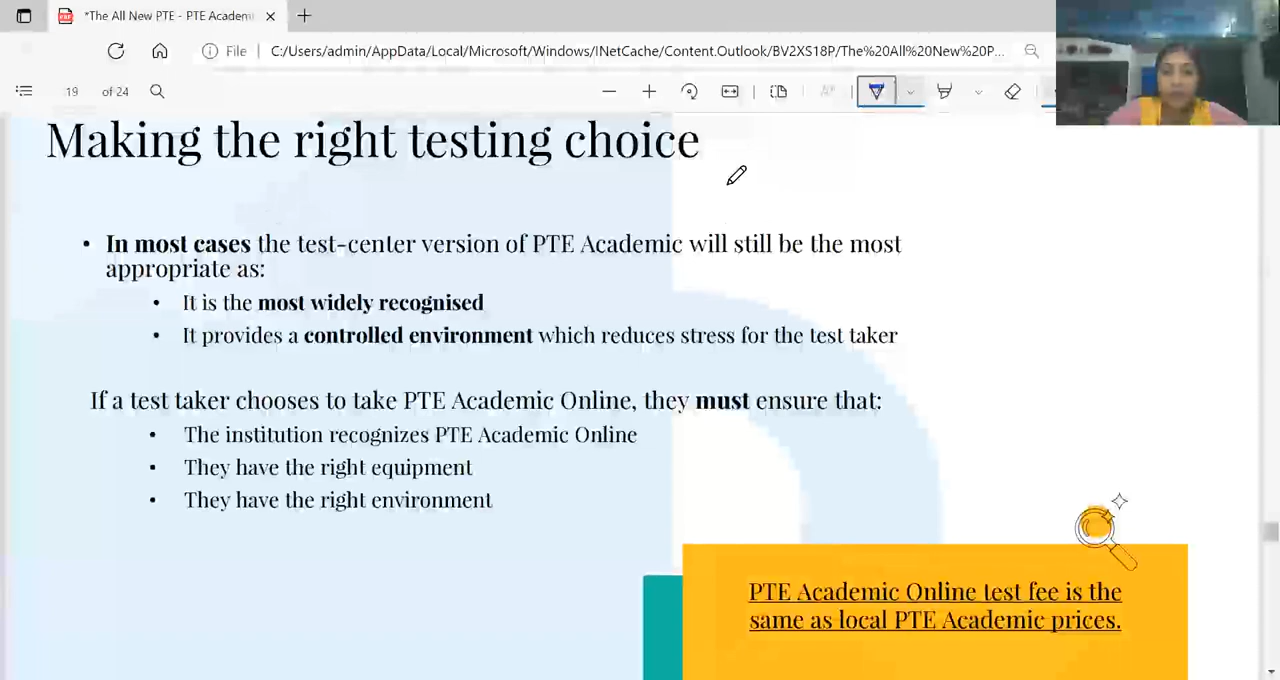 *The All New PTE - PTE Academi
File
C:/Users/admin/AppData/Local/Microsoft/Windows/INetCache/Content.Outlook/BV2XS18P/The%20All%20New%20P...
19 of 24
Making the right testing choice
• In most cases the test-center version of PTE Academic will still be the most
appropriate as:
• It is the most widely recognised
• It provides a controlled environment which reduces stress for the test taker
If a test taker chooses to take PTE Academic Online, they must ensure that:
• The institution recognizes PTE Academic Online
• They have the right equipment
• They have the right environment
PTE Academic Online test fee is the
same as local PTE Academic prices.